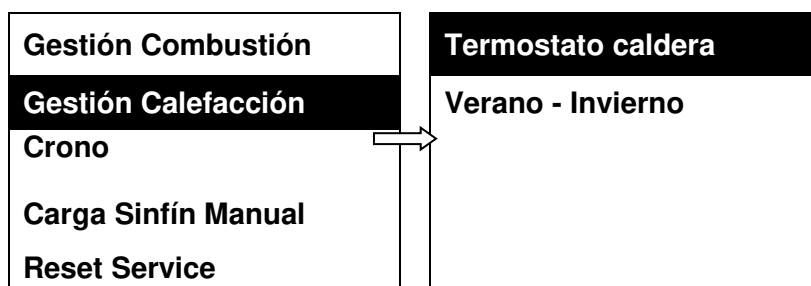 Gestión Combustión
Gestión Calefacción
Crono
Carga Sinfín Manual
Reset Service
Termostato caldera
Verano - Invierno